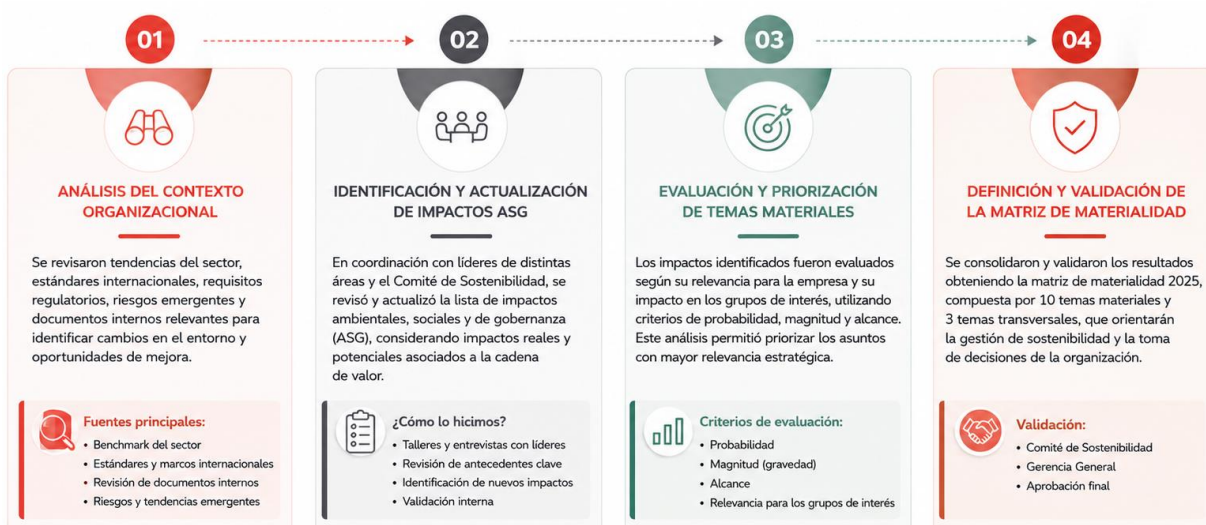 01
ANÁLISIS DEL CONTEXTO
ORGANIZACIONAL
Se revisaron tendencias del sector,
estándares internacionales, requisitos
regulatorios, riesgos emergentes y
documentos internos relevantes para
identificar cambios en el entorno y
oportunidades de mejora.
Fuentes principales:
• Benchmark del sector
• Estándares y marcos internacionales
• Revisión de documentos internos
• Riesgos y tendencias emergentes
02
IDENTIFICACIÓN Y ACTUALIZACIÓN
DE IMPACTOS ASG
En coordinación con líderes de distintas
áreas y el Comité de Sostenibilidad, se
revisó y actualizó la lista de impactos
ambientales, sociales y de gobernanza
(ASG), considerando impactos reales y
potenciales asociados a la cadena
de valor.
¿Cómo lo hicimos?
• Talleres y entrevistas con líderes
• Revisión de antecedentes clave
• Identificación de nuevos impactos
• Validación interna
03
EVALUACIÓN Y PRIORIZACIÓN
DE TEMAS MATERIALES
Los impactos identificados fueron evaluados
según su relevancia para la empresa y su
impacto en los grupos de interés, utilizando
criterios de probabilidad, magnitud y alcance.
Este análisis permitió priorizar los asuntos
con mayor relevancia estratégica.
Criterios de evaluación:
• Probabilidad
• Magnitud (gravedad)
• Alcance
• Relevancia para los grupos de interés
04
DEFINICIÓN Y VALIDACIÓN DE
LA MATRIZ DE MATERIALIDAD
Se consolidaron y validaron los resultados
obteniendo la matriz de materialidad 2025,
compuesta por 10 temas materiales y
3 temas transversales, que orientarán
la gestión de sostenibilidad y la toma
de decisiones de la organización.
Validación:
• Comité de Sostenibilidad
• Gerencia General
• Aprobación final